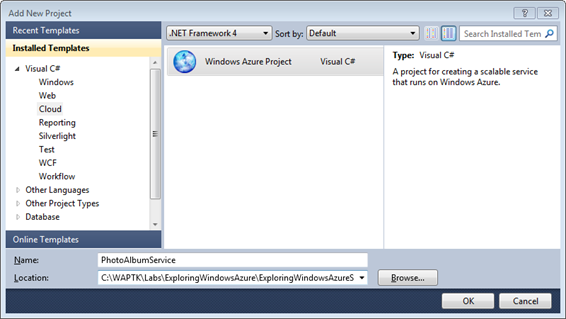 Add New Project
Recent Templates
Installed Templates
Visual C#
Windows
Web
Cloud
Reporting
Silverlight
Test
WCF
Workflow
Other Languages
Other Project Types
Database
Online Templates
.NET Framework 4 Sort by: Default Search Installed Tem
Windows Azure Project Visual C#
Type: Visual C#
A project for creating a scalable service
that runs on Windows Azure.
Name: PhotoAlbumService
Location: C:\WAPTK\Labs\ExploringWindowsAzure\ExploringWindowsAzureS Browse...
OK Cancel